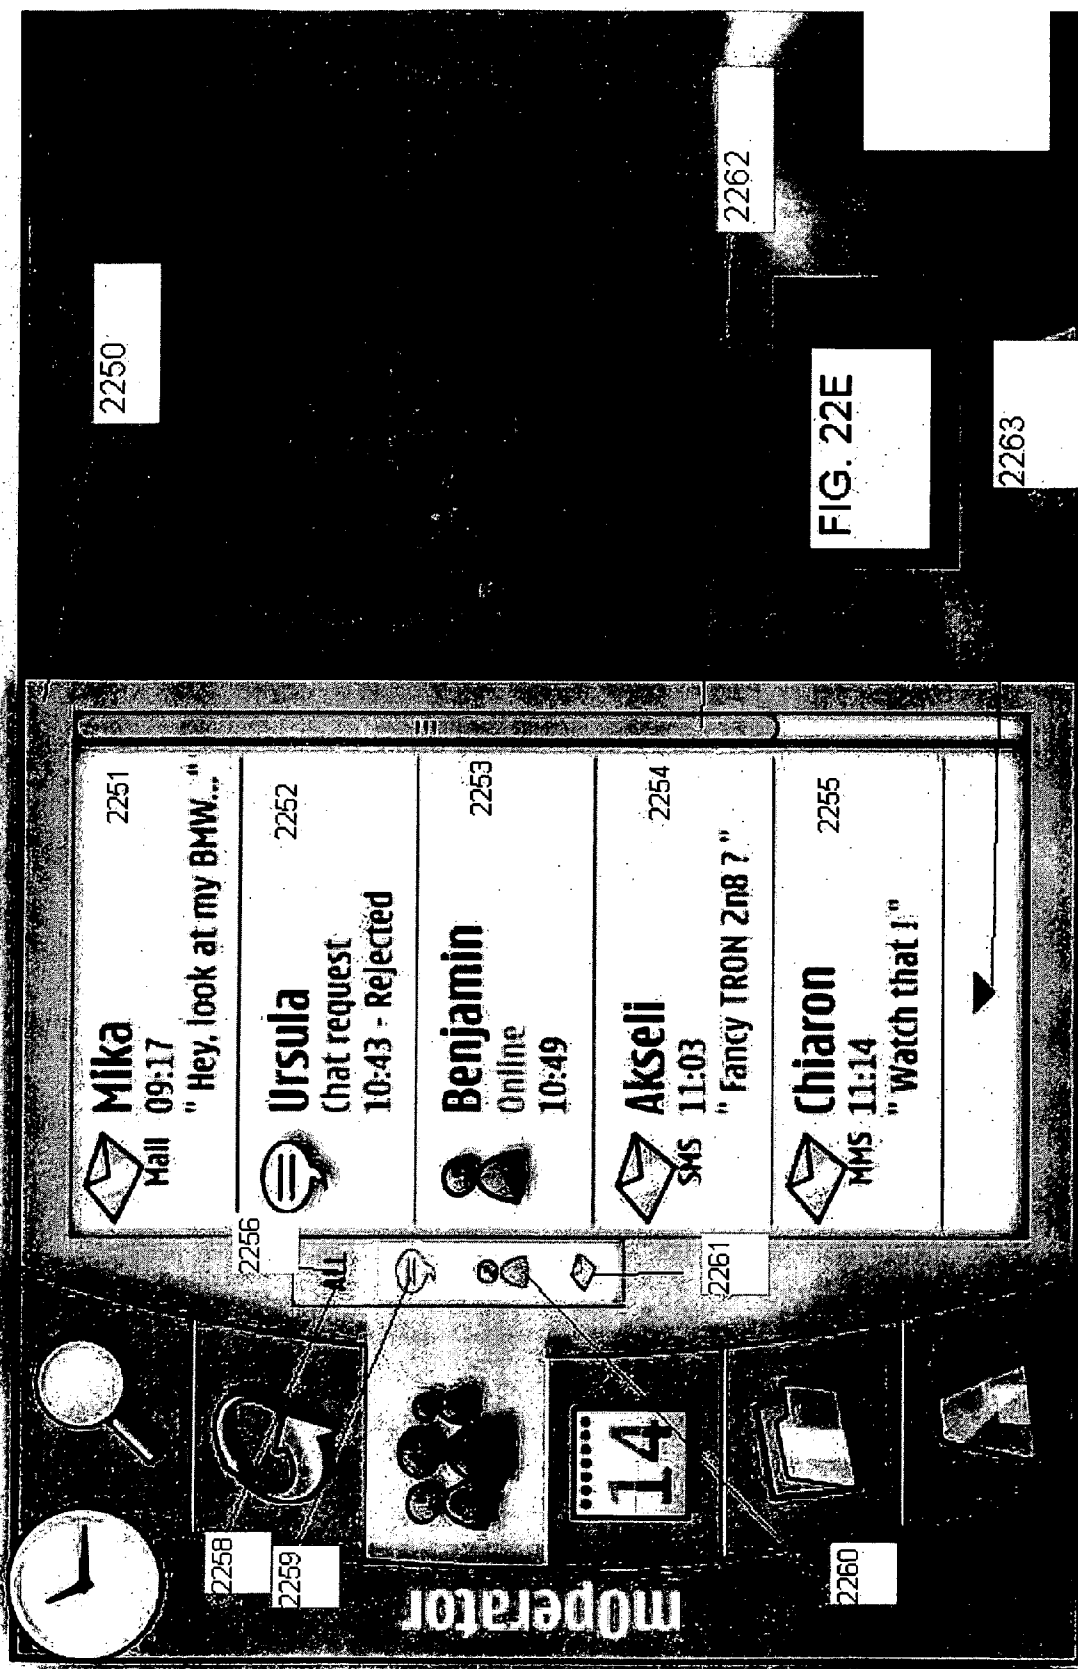 2250
2262
FIG. 22E
2263
Mika
2251
Mail
09:17
"Hey, look at my BMW..."
Ursula
2252
Chat request
10:43 - Rejected
Benjamin
2253
Online
10:49
Akseli
2254
SMS
11:03
"Fancy TRON 2n8 ?"
Chiaron
2255
MMS
11:14
"Watch that !"
2256
ALL
2261
14
2258
2259
2260
m0perator